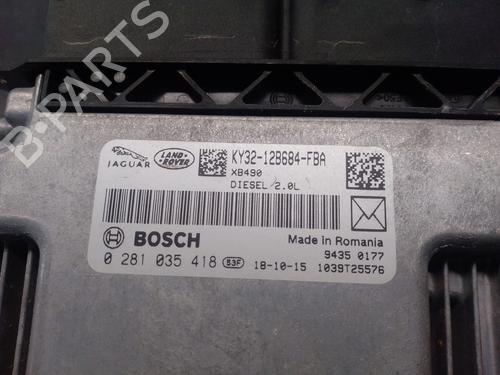 B-PARTS
JAGUAR
LAND ROVER
KY32-12B684-FBA
XB490
DIESEL 2.0L
BOSCH
Made in Romania
9435 0177
0 281 035 418 53F 18-10-15 1039T25576